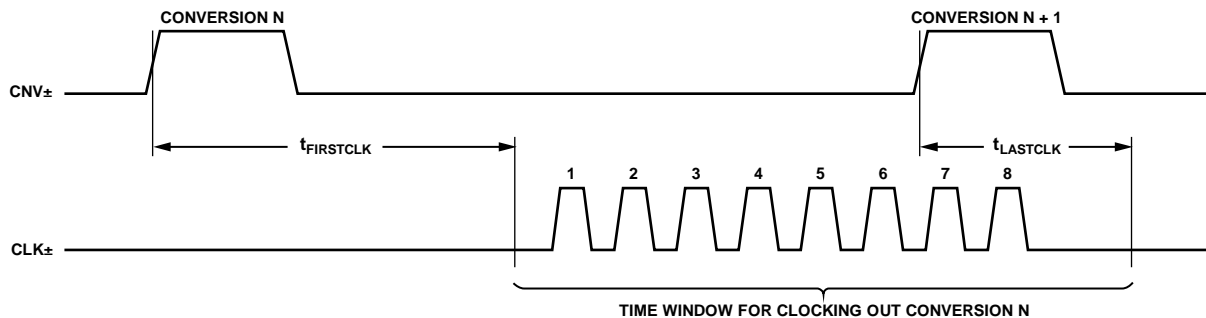 CONVERSION N
CONVERSION N + 1
CNV±
tFIRSTCLK
tLASTCLK
1 2 3 4 5 6 7 8
CLK±
TIME WINDOW FOR CLOCKING OUT CONVERSION N